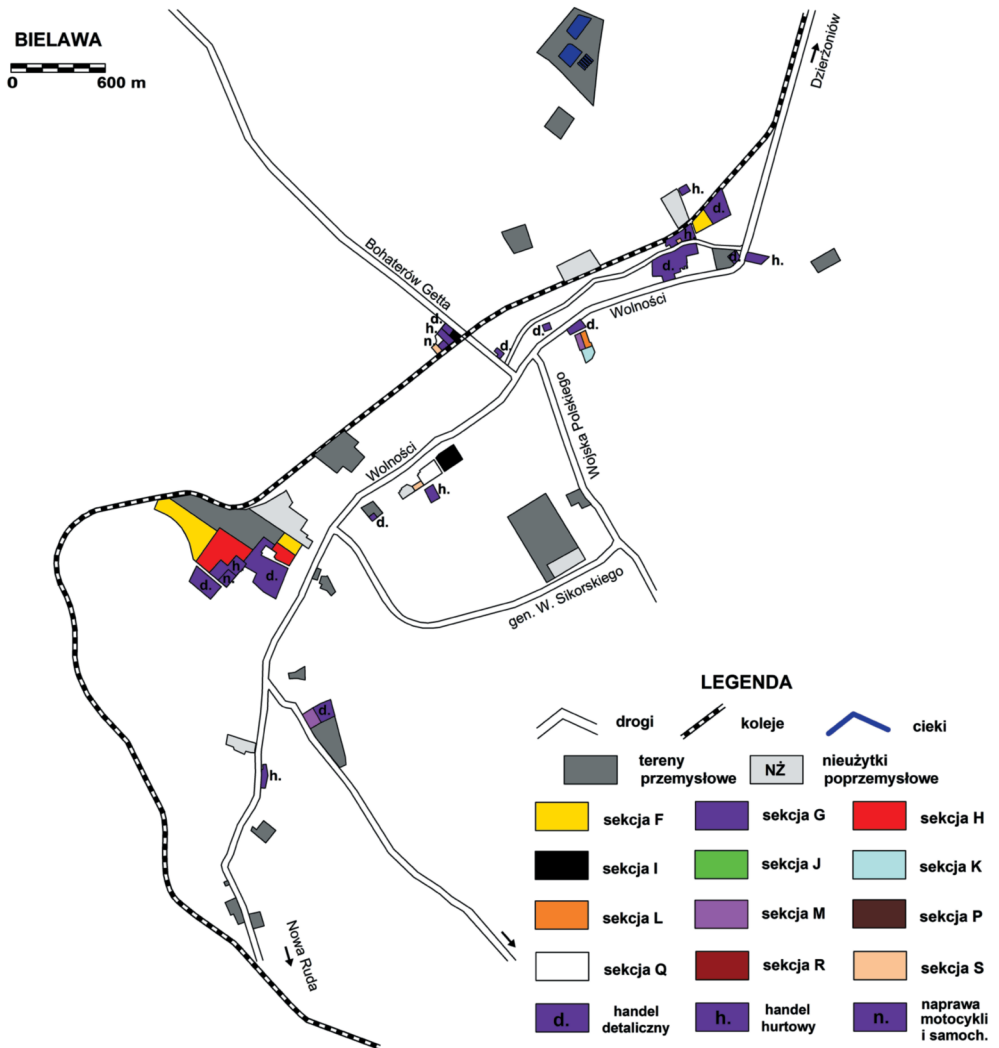 BIELAWA
0 600 m
Dzierżoniów
h.
d.
h
d.
d.
h.
Bohaterów Getta
Wolności
d.
h.
n.
d.
d.
d.
Wojska Polskiego
Wolności
h.
d.
h.
n.
d.
d.
gen. W. Sikorskiego
d.
h.
Nowa Ruda
LEGENDA
drogi koleje cieki
tereny przemysłowe NŻ nieużytki poprzemysłowe
sekcja F sekcja G sekcja H
sekcja I sekcja J sekcja K
sekcja L sekcja M sekcja P
sekcja Q sekcja R sekcja S
d. handel detaliczny h. handel hurtowy n. naprawa motocykli i samoch.